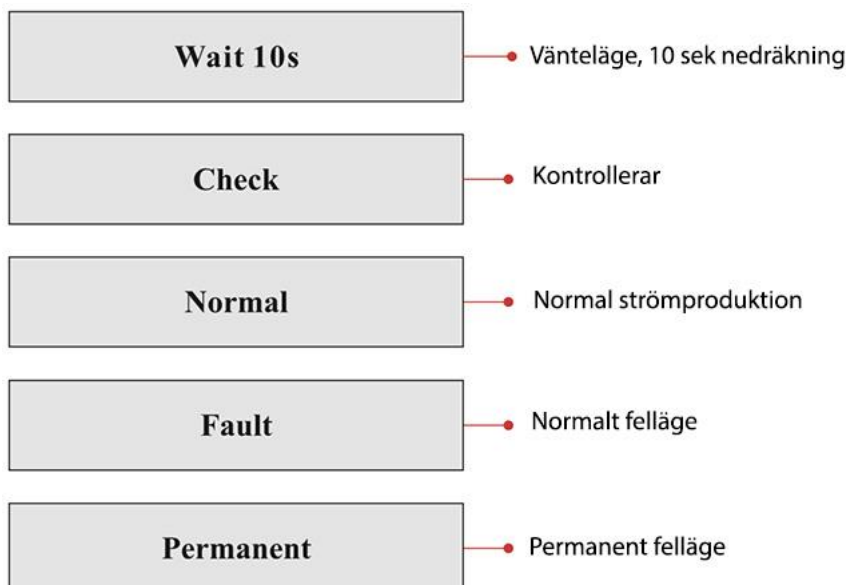 Wait 10s
Vänteläge, 10 sek nedräkning
Check
Kontrollerar
Normal
Normal strömproduktion
Fault
Normalt felläge
Permanent
Permanent felläge